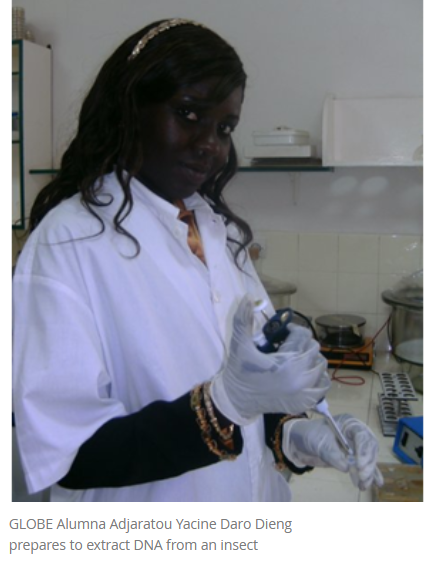 GLOBE Alumna Adjaratou Yacine Daro Dieng
prepares to extract DNA from an insect